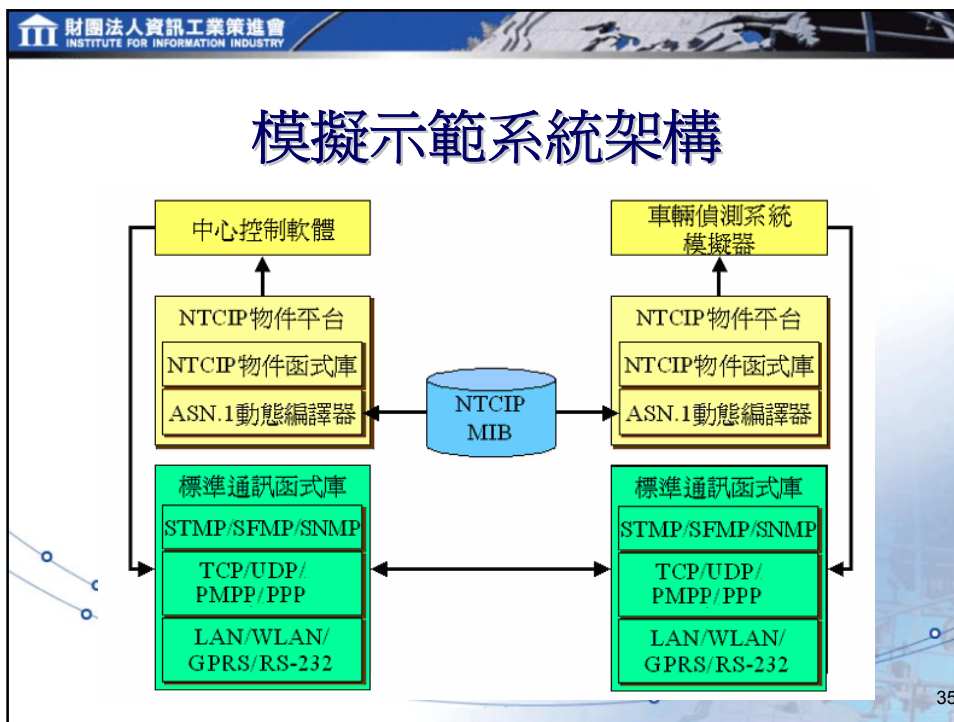 財團法人資訊工業策進會
INSTITUTE FOR INFORMATION INDUSTRY
模擬示範系統架構
中心控制軟體
NTCIP物件平台
NTCIP物件函式庫
ASN.1動態編譯器
標準通訊函式庫
STMP/SFMP/SNMP
TCP/UDP/
PMPP/PPP
LAN/WLAN/
GPRS/RS-232
NTCIP
MIB
車輛偵測系統
模擬器
NTCIP物件平台
NTCIP物件函式庫
ASN.1動態編譯器
標準通訊函式庫
STMP/SFMP/SNMP
TCP/UDP/
PMPP/PPP
LAN/WLAN/
GPRS/RS-232
35